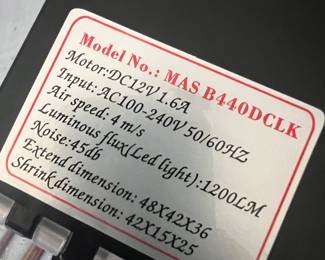 Model No.: MAS B440DCLK
Motor:DC12V 1.6A
Input: AC100-240V 50/60HZ
Air speed: 4 m/s
Luminous flux(Led light):1200LM
Noise:45db
Extend dimension: 48X42X36
Shrink dimension: 42X15X25